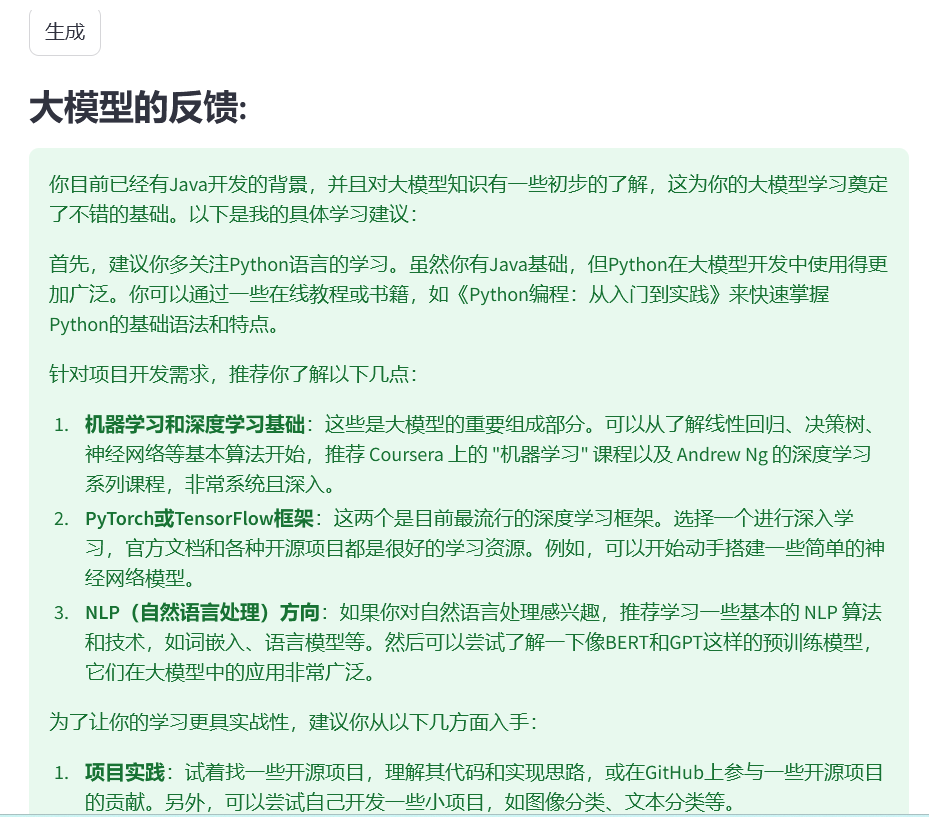 生成
大模型的反馈:
你目前已经有Java开发的背景，并且对大模型知识有一些初步的了解，这为你的大模型学习奠定
了不错的基础。以下是我的具体学习建议：
首先，建议你多关注Python语言的学习。虽然你有Java基础，但Python在大模型开发中使用得更
加广泛。你可以通过一些在线教程或书籍，如《Python编程：从入门到实践》来快速掌握
Python的基础语法和特点。
针对项目开发需求，推荐你了解以下几点：
1. 机器学习和深度学习基础：这些是大模型的重要组成部分。可以从了解线性回归、决策树、
神经网络等基本算法开始，推荐 Coursera 上的 "机器学习" 课程以及 Andrew Ng 的深度学习
系列课程，非常系统且深入。
2. PyTorch或TensorFlow框架：这两个是目前最流行的深度学习框架。选择一个进行深入学
习，官方文档和各种开源项目都是很好的学习资源。例如，可以开始动手搭建一些简单的神
经网络模型。
3. NLP（自然语言处理）方向：如果你对自然语言处理感兴趣，推荐学习一些基本的 NLP 算法
和技术，如词嵌入、语言模型等。然后可以尝试了解一下像BERT和GPT这样的预训练模型，
它们在大模型中的应用非常广泛。
为了让你的学习更具实战性，建议你从以下几方面入手：
1. 项目实践：试着找一些开源项目，理解其代码和实现思路，或在GitHub上参与一些开源项目
的贡献。另外，可以尝试自己开发一些小项目，如图像分类、文本分类等。